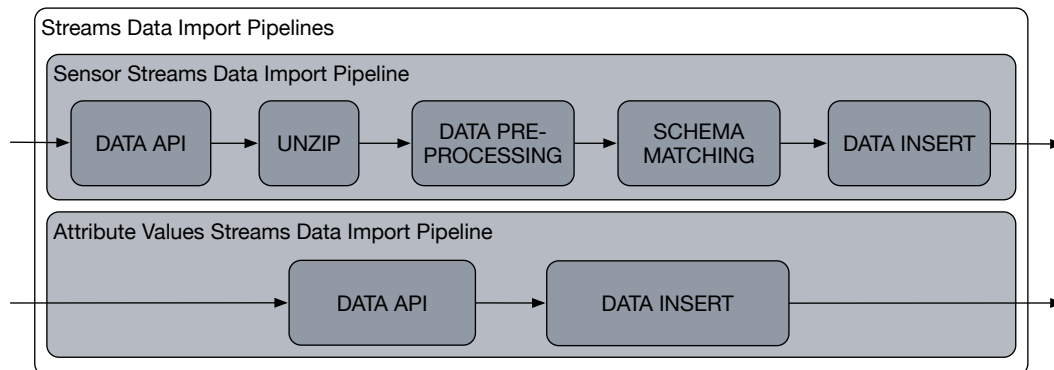 Streams Data Import Pipelines
Sensor Streams Data Import Pipeline
DATA API
UNZIP
DATA PRE-
PROCESSING
SCHEMA
MATCHING
DATA INSERT
Attribute Values Streams Data Import Pipeline
DATA API
DATA INSERT